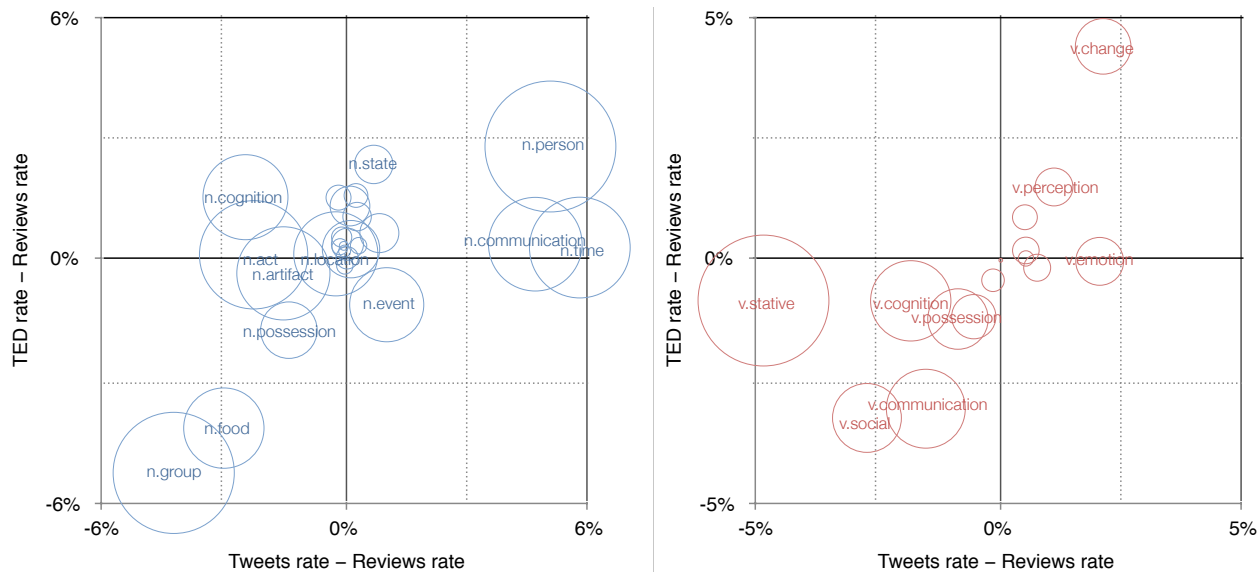 6%
n.person
n.state
n.cognition
n.communication
n.time
0%
n.act
n.location
n.artifact
n.event
n.possession
n.food
n.group
-6%
-6%
0%
6%
TED rate – Reviews rate
Tweets rate – Reviews rate
5%
v.change
v.perception
0%
v.emotion
v.stative
v.cognition
v.possession
v.communication
v.social
-5%
-5%
0%
5%
TED rate – Reviews rate
Tweets rate – Reviews rate